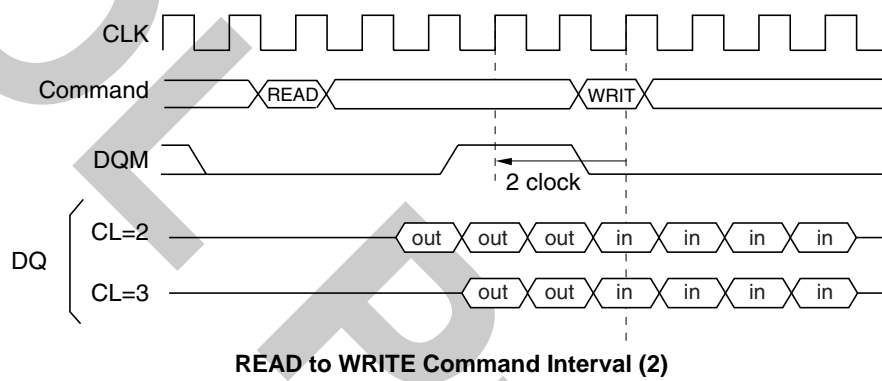 CLK
Command READ WRIT
DQM
2 clock
DQ
CL=2 out out out in in in in
CL=3 out out in in in in
READ to WRITE Command Interval (2)